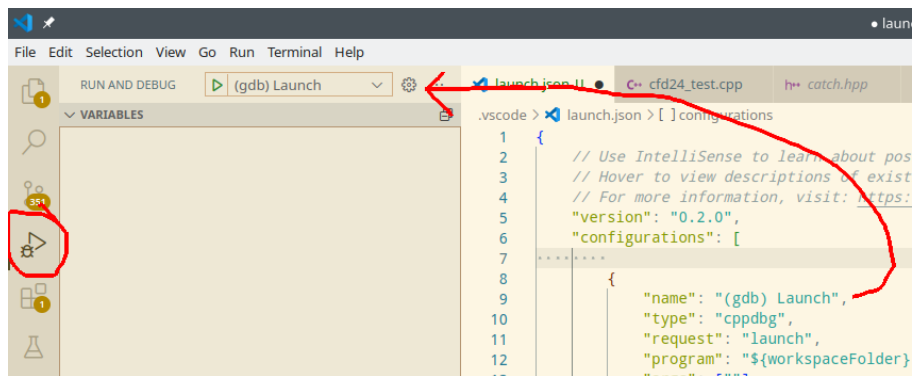 • laun
File Edit Selection View Go Run Terminal Help
1
RUN AND DEBUG (gdb) Launch
launch.json U ● C++ cfd24_test.cpp h++ catch.hpp
VARIABLES
.vscode > launch.json > [ ] configurations
351
1
1 {
2 // Use IntelliSense to learn about pos
3 // Hover to view descriptions of exist
4 // For more information, visit: https:
5 "version": "0.2.0",
6 "configurations": [
7 ········
8 {
9 "name": "(gdb) Launch",
10 "type": "cppdbg",
11 "request": "launch",
12 "program": "${workspaceFolder}